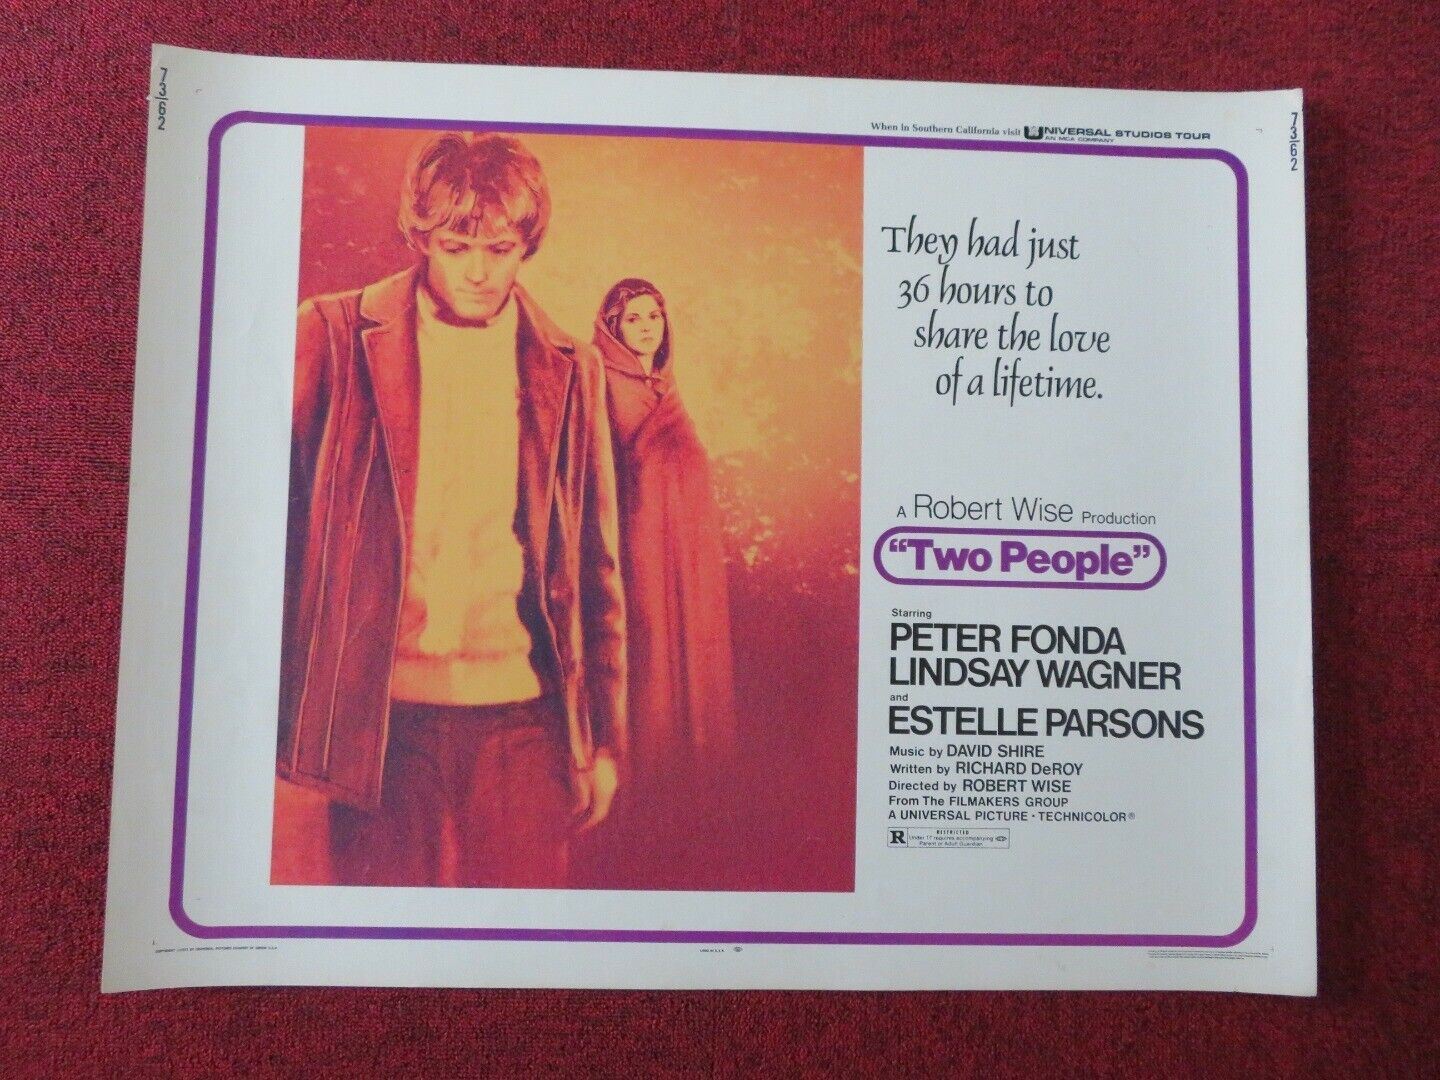 73/62
73/62
When in Southern California visit UNIVERSAL STUDIOS TOUR
AN MCA COMPANY
They had just
36 hours to
share the love
of a lifetime.
A Robert Wise Production
"Two People"
Starring
PETER FONDA
LINDSAY WAGNER
and
ESTELLE PARSONS
Music by DAVID SHIRE
Written by RICHARD DeROY
Directed by ROBERT WISE
From The FILMAKERS GROUP
A UNIVERSAL PICTURE · TECHNICOLOR®
R RESTRICTED
Under 17 requires accompanying
Parent or Adult Guardian